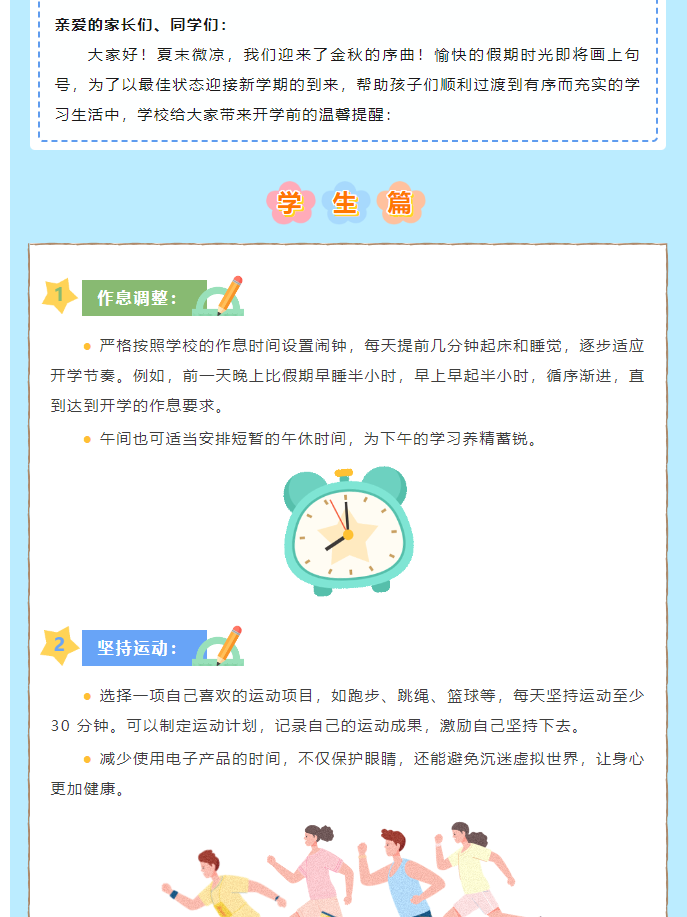 亲爱的家长们、同学们：
大家好！夏末微凉，我们迎来了金秋的序曲！愉快的假期时光即将画上句
号，为了以最佳状态迎接新学期的到来，帮助孩子们顺利过渡到有序而充实的学
习生活中，学校给大家带来开学前的温馨提醒：
学生篇
1 作息调整：
● 严格按照学校的作息时间设置闹钟，每天提前几分钟起床和睡觉，逐步适应
开学节奏。例如，前一天晚上比假期早睡半小时，早上早起半小时，循序渐进，直
到达到开学的作息要求。
● 午间也可适当安排短暂的午休时间，为下午的学习养精蓄锐。
2 坚持运动：
● 选择一项自己喜欢的运动项目，如跑步、跳绳、篮球等，每天坚持运动至少
30 分钟。可以制定运动计划，记录自己的运动成果，激励自己坚持下去。
● 减少使用电子产品的时间，不仅保护眼睛，还能避免沉迷虚拟世界，让身心
更加健康。